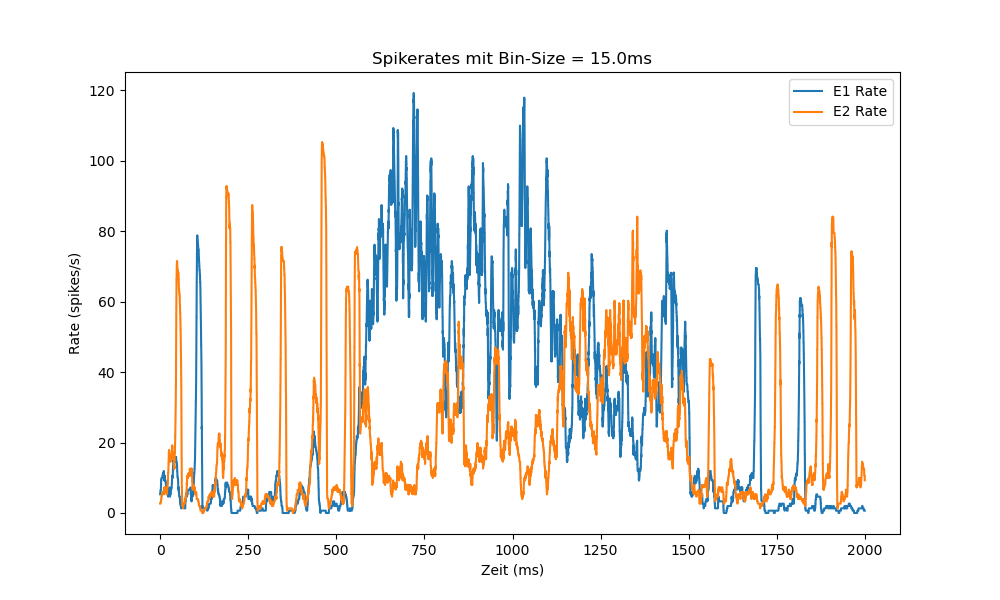 Spikerates mit Bin-Size = 15.0ms
E1 Rate
E2 Rate
Rate (spikes/s)
120
100
80
60
40
20
0
0 250 500 750 1000 1250 1500 1750 2000
Zeit (ms)